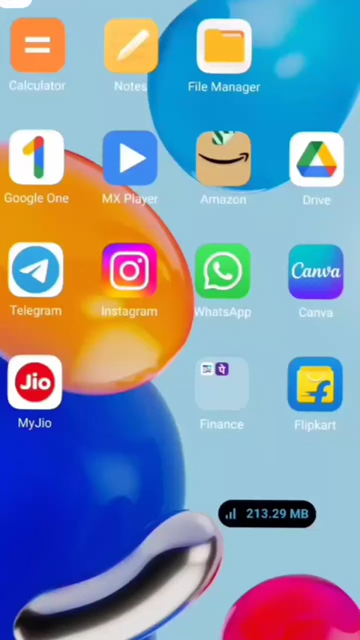 Calculator
Notes
File Manager
Google One
MX Player
Amazon
Drive
Telegram
Instagram
WhatsApp
Canva
Canva
Jio
MyJio
Finance
Flipkart
213.29 MB